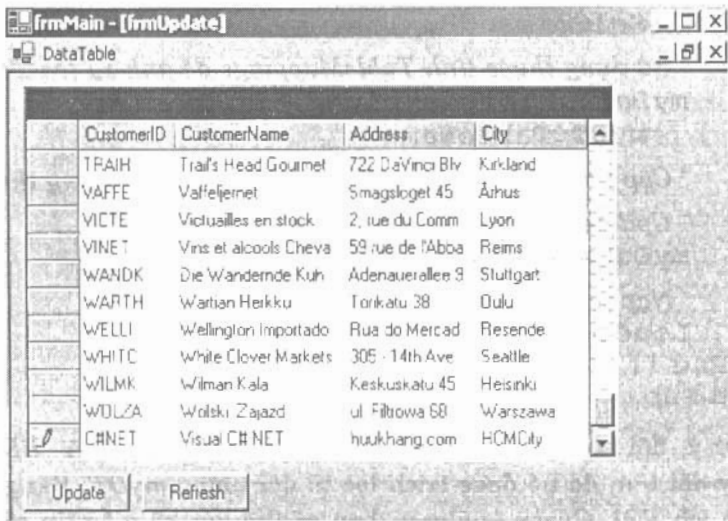 frmMain - [frmUpdate]
DataTable
CustomerID CustomerName Address City
TRAIH Trail's Head Gourmet 722 DaVinci Blv Kirkland
VAFFE Vaffeljernet Smagsloget 45 Århus
VICTE Victuailles en stock 2, rue du Comm Lyon
VINET Vins et alcools Cheva 59 rue de l'Abba Reims
WANDK Die Wandernde Kuh Adenauerallee 9 Stuttgart
WARTH Wartian Herkku Torikatu 38 Oulu
WELLI Wellington Importado Rua do Mercad Resende
WHITC White Clover Markets 305 - 14th Ave Seattle
WILMK Wilman Kala Keskuskatu 45 Helsinki
WOLZA Wolski Zajazd ul. Filtrowa 68 Warszawa
C#NET Visual C# NET huukhang.com HCMCity
Update Refresh